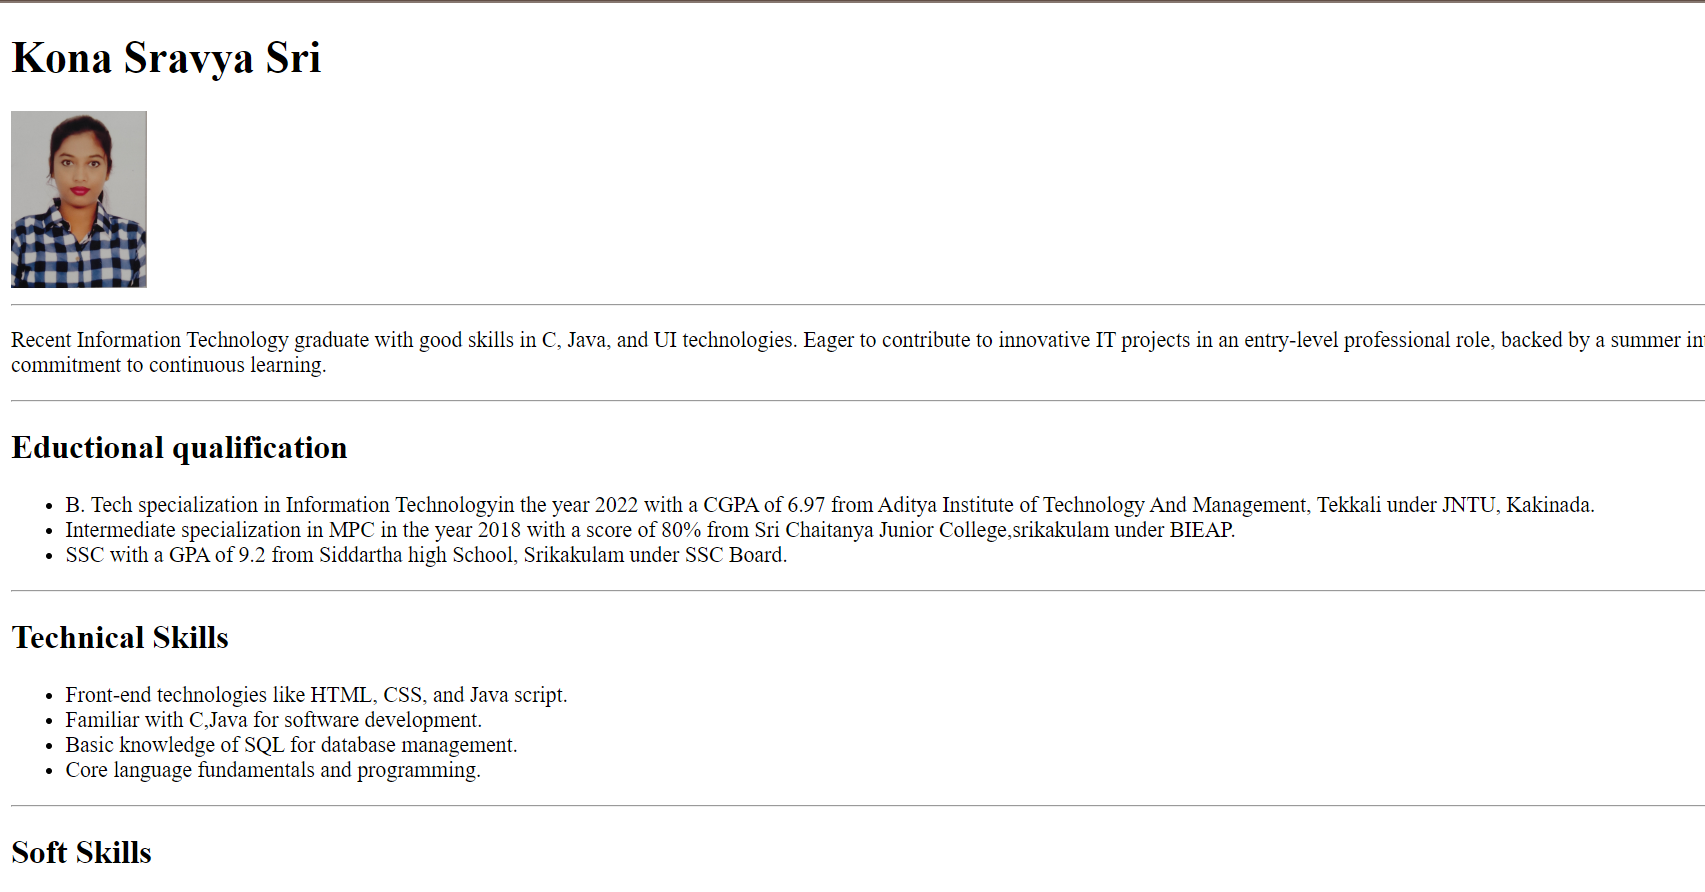 Kona Sravya Sri
Recent Information Technology graduate with good skills in C, Java, and UI technologies. Eager to contribute to innovative IT projects in an entry-level professional role, backed by a summer
commitment to continuous learning.
Eductional qualification
• B. Tech specialization in Information Technologyin the year 2022 with a CGPA of 6.97 from Aditya Institute of Technology And Management, Tekkali under JNTU, Kakinada.
• Intermediate specialization in MPC in the year 2018 with a score of 80% from Sri Chaitanya Junior College,srikakulam under BIEAP.
• SSC with a GPA of 9.2 from Siddartha high School, Srikakulam under SSC Board.
Technical Skills
• Front-end technologies like HTML, CSS, and Java script.
• Familiar with C,Java for software development.
• Basic knowledge of SQL for database management.
• Core language fundamentals and programming.
Soft Skills